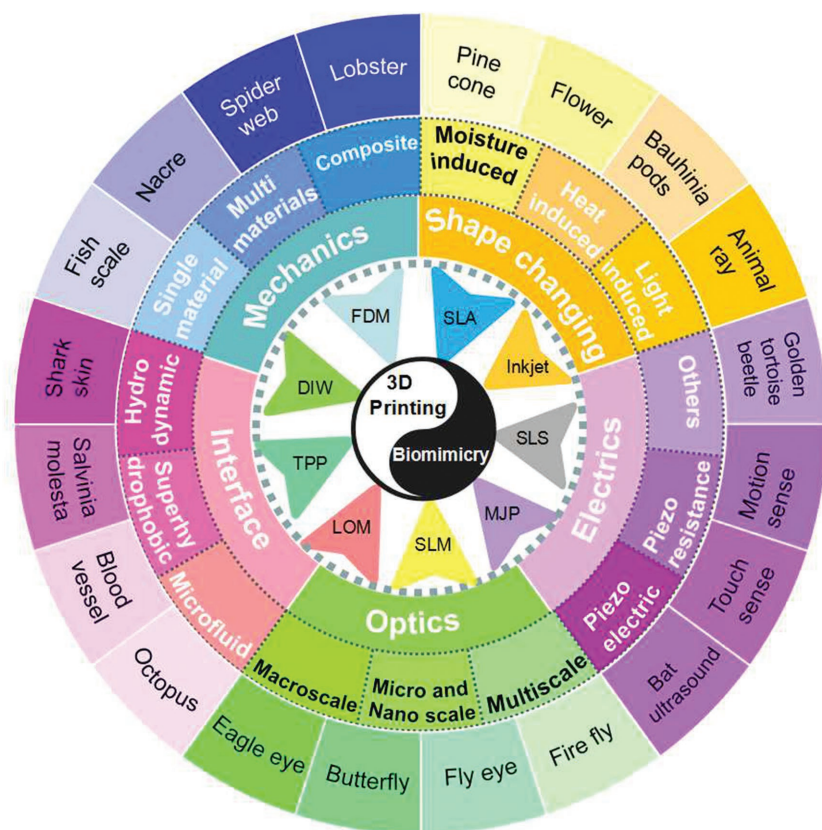 Pine
cone
Flower
Bauhinia
pods
Animal
ray
Golden
tortoise
beetle
Motion
sense
Touch
sense
Bat
ultrasound
Fire fly
Fly eye
Butterfly
Eagle eye
Octopus
Blood
vessel
Salvinia
molesta
Shark
skin
Fish
scale
Nacre
Spider
web
Lobster
Moisture
induced
Heat
induced
Light
induced
Others
Piezo
resistance
Piezo
electric
Multiscale
Micro and
Nano scale
Macroscale
Microfluid
Superhy
drophobic
Hydro
dynamic
Single
material
Multi
materials
Composite
Shape changing
Electrics
Optics
Interface
Mechanics
SLA
Inkjet
SLS
MJP
SLM
LOM
TPP
DIW
FDM
3D
Printing
Biomimicry